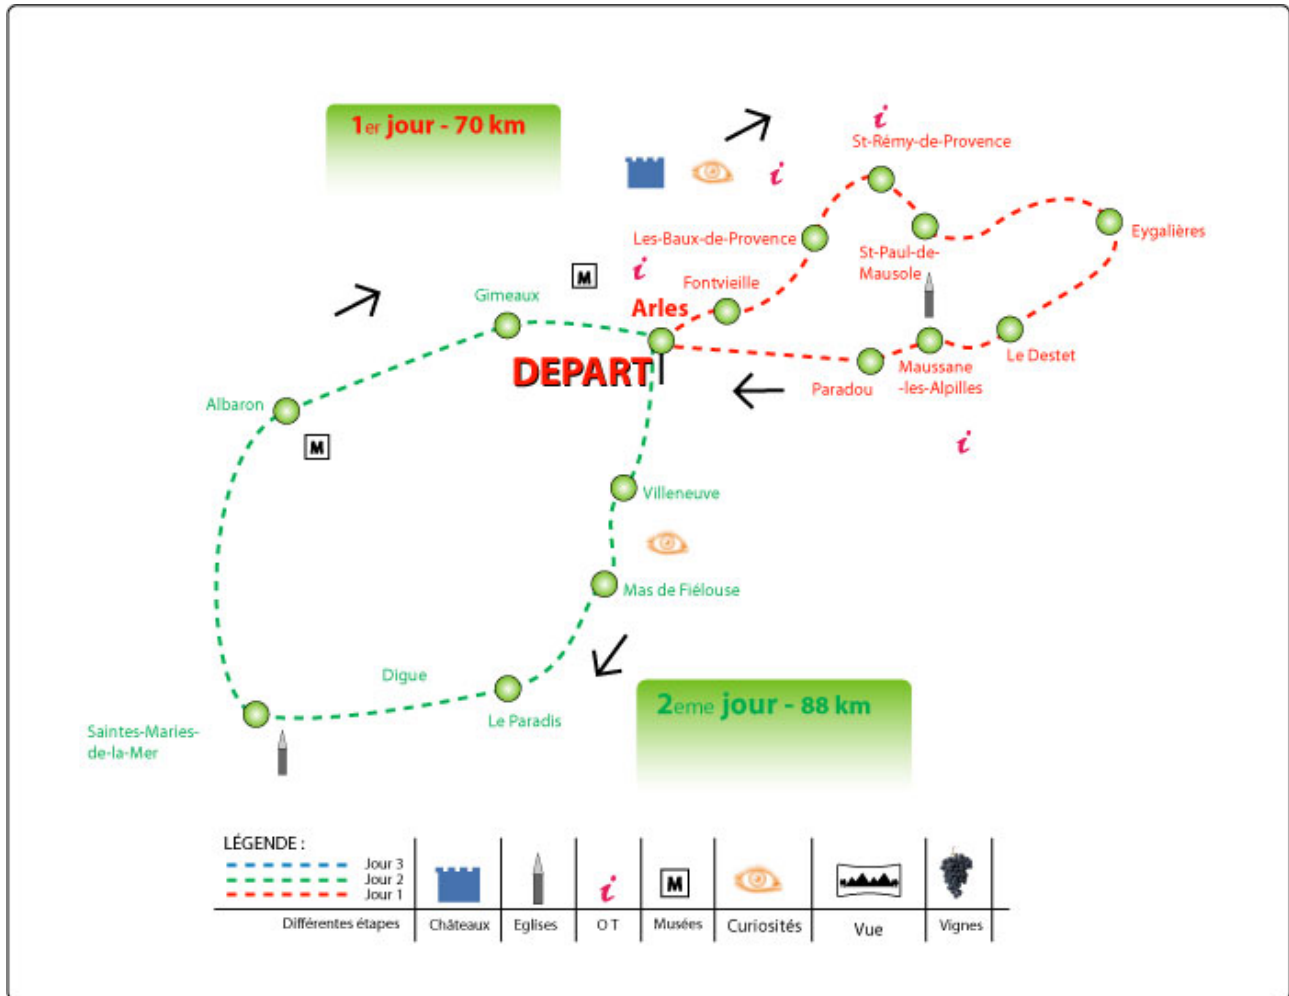 1er jour - 70 km
i
St-Rémy-de-Provence
i
Les-Baux-de-Provence
St-Paul-de-
Mausole
Eygalières
M
i
Fontvieille
Gimeaux
Arles
DEPART
Le Destet
Maussane
-les-Alpilles
Paradou
Albaron
M
i
Villeneuve
Mas de Fiélouse
Digue
2eme jour - 88 km
Le Paradis
Saintes-Maries-
de-la-Mer
LÉGENDE :
Jour 3
Jour 2
Jour 1
i
M
Différentes étapes
Châteaux
Eglises
O T
Musées
Curiosités
Vue
Vignes